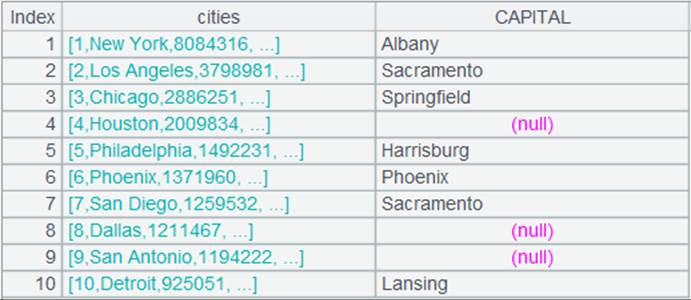 Index cities CAPITAL
1 [1,New York,8084316, ...] Albany
2 [2,Los Angeles,3798981, ...] Sacramento
3 [3,Chicago,2886251, ...] Springfield
4 [4,Houston,2009834, ...] (null)
5 [5,Philadelphia,1492231, ...] Harrisburg
6 [6,Phoenix,1371960, ...] Phoenix
7 [7,San Diego,1259532, ...] Sacramento
8 [8,Dallas,1211467, ...] (null)
9 [9,San Antonio,1194222, ...] (null)
10 [10,Detroit,925051, ...] Lansing